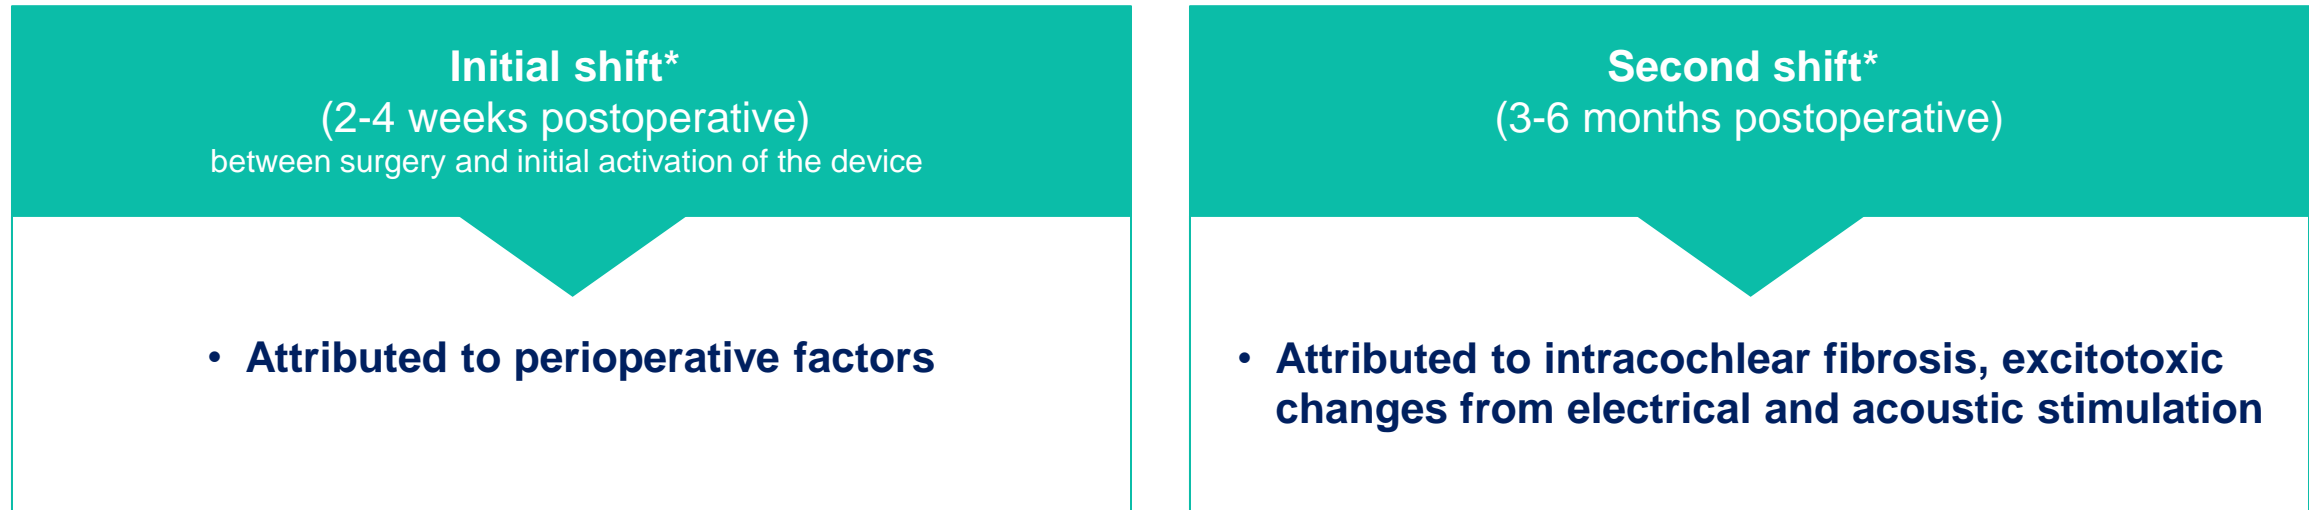 Initial shift*
(2-4 weeks postoperative)
between surgery and initial activation of the device
• Attributed to perioperative factors
Second shift*
(3-6 months postoperative)
• Attributed to intracochlear fibrosis, excitotoxic
changes from electrical and acoustic stimulation